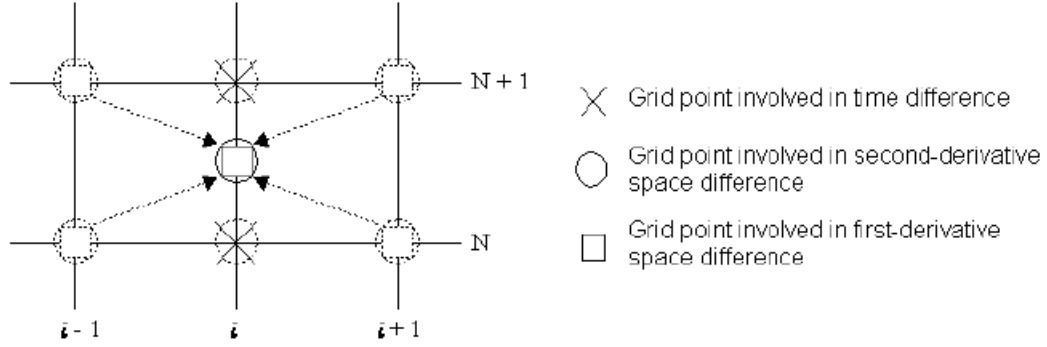 N + 1
N
i - 1
i
i + 1
Grid point involved in time difference
Grid point involved in second-derivative
space difference
Grid point involved in first-derivative
space difference